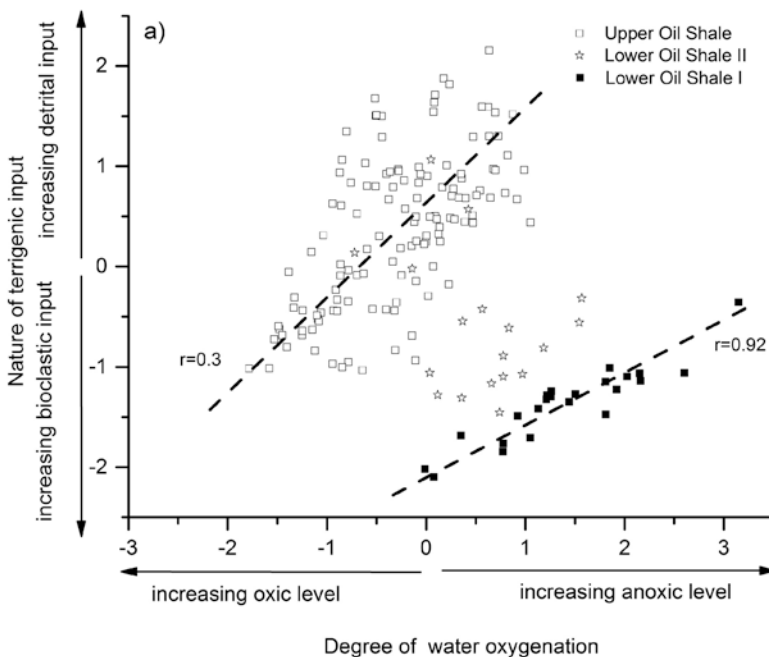 a)
Upper Oil Shale
Lower Oil Shale II
Lower Oil Shale I
Nature of terrigenic input
increasing bioclastic input
increasing detrital input
2
1
0
-1
-2
r=0.3
r=0.92
-3
-2
-1
0
1
2
3
increasing oxic level
increasing anoxic level
Degree of water oxygenation